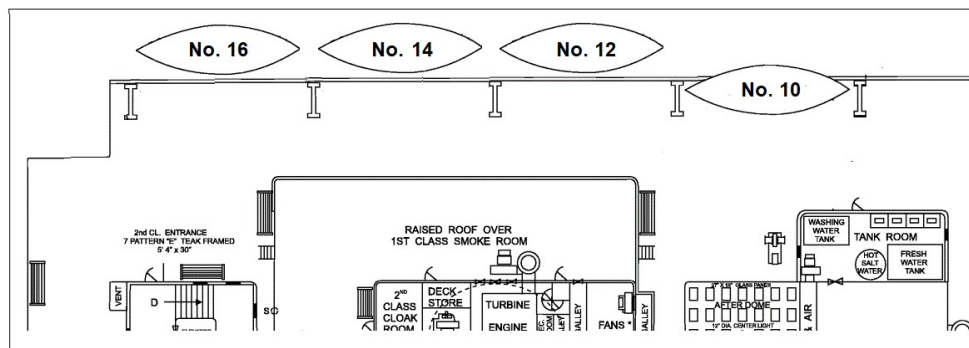 No. 16
No. 14
No. 12
No. 10
2nd CL. ENTRANCE
7 PATTERN "E" TEAK FRAMED
5' 4" x 30"
RAISED ROOF OVER
1ST CLASS SMOKE ROOM
WASHING
WATER
TANK
TANK ROOM
HOT
SALT
WATER
FRESH
WATER
TANK
VENT
D
SC
2ND
CLASS
CLOAK
ROOM
DECK
STORE
TURBINE
ENGINE
GALLEY
FANS *
AFTER DOME
12" DIA. CENTER LIGHT
& AIR